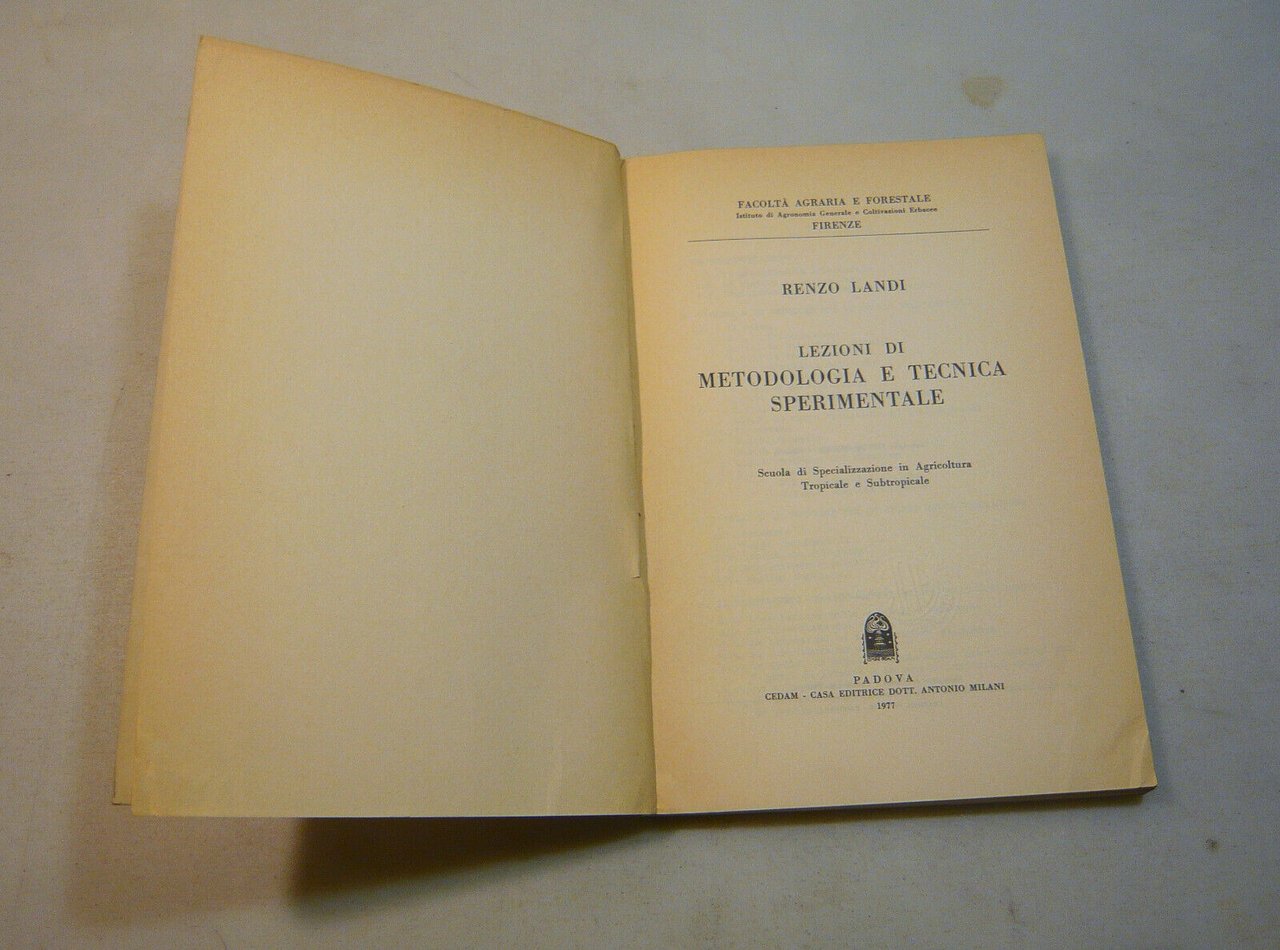 FACOLTÀ AGRARIA E FORESTALE
Istituto di Agronomia Generale e Coltivazioni Erbacee
FIRENZE
RENZO LANDI
LEZIONI DI
METODOLOGIA E TECNICA
SPERIMENTALE
Scuola di Specializzazione in Agricoltura
Tropicale e Subtropicale
PADOVA
CEDAM - CASA EDITRICE DOTT. ANTONIO MILANI
1977